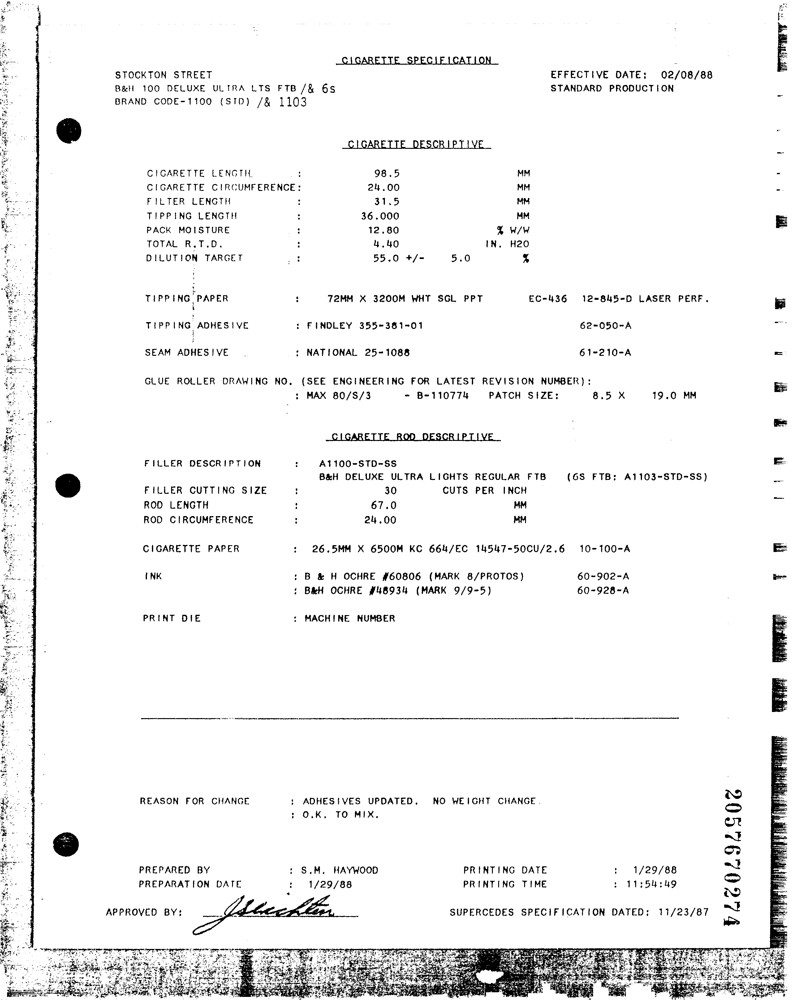 CIGARETTE SPECIFICATION
STOCKTON STREET EFFECTIVE DATE: 02/08/88
B&H 100 DELUXE ULTRA LTS FTB /& 6s STANDARD PRODUCTION
BRAND CODE-1100 (STD) /& 1103
CIGARETTE DESCRIPTIVE
CIGARETTE LENGTH : 98.5 MM
CIGARETTE CIRCUMFERENCE: 24.00 MM
FILTER LENGTH : 31.5 MM
TIPPING LENGTH : 36.000 MM
PACK MOISTURE : 12.80 % W/W
TOTAL R.T.D. : 4.40 IN. H2O
DILUTION TARGET : 55.0 +/- 5.0 %
TIPPING PAPER : 72MM X 3200M WHT SGL PPT EC-436 12-845-D LASER PERF.
TIPPING ADHESIVE : FINDLEY 355-381-01 62-050-A
SEAM ADHESIVE : NATIONAL 25-1088 61-210-A
GLUE ROLLER DRAWING NO. (SEE ENGINEERING FOR LATEST REVISION NUMBER):
: MAX 80/S/3 - B-110774 PATCH SIZE: 8.5 X 19.0 MM
CIGARETTE ROD DESCRIPTIVE
FILLER DESCRIPTION : A1100-STD-SS
B&H DELUXE ULTRA LIGHTS REGULAR FTB (6S FTB: A1103-STD-SS)
FILLER CUTTING SIZE : 30 CUTS PER INCH
ROD LENGTH : 67.0 MM
ROD CIRCUMFERENCE : 24.00 MM
CIGARETTE PAPER : 26.5MM X 6500M KC 664/EC 14547-50CU/2.6 10-100-A
INK : B & H OCHRE #60806 (MARK 8/PROTOS) 60-902-A
: B&H OCHRE #48934 (MARK 9/9-5) 60-928-A
PRINT DIE : MACHINE NUMBER
REASON FOR CHANGE : ADHESIVES UPDATED. NO WEIGHT CHANGE.
: O.K. TO MIX.
PREPARED BY : S.M. HAYWOOD PRINTING DATE : 1/29/88
PREPARATION DATE : 1/29/88 PRINTING TIME : 11:54:49
APPROVED BY: SUPERCEDES SPECIFICATION DATED: 11/23/87
2057670274